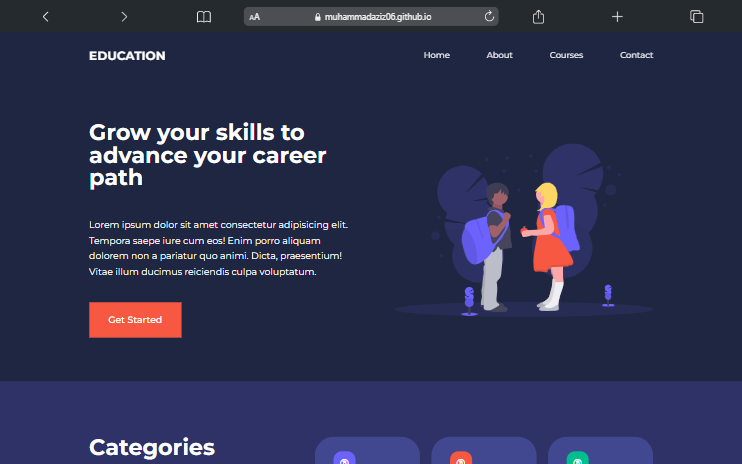 AA muhammadaziz06.github.io
EDUCATION
Home About Courses Contact
Grow your skills to
advance your career
path
Lorem ipsum dolor sit amet consectetur adipisicing elit.
Tempora saepe iure cum eos! Enim porro aliquam
dolorem non a pariatur quo animi. Dicta, praesentium!
Vitae illum ducimus reiciendis culpa voluptatum.
Get Started
Categories